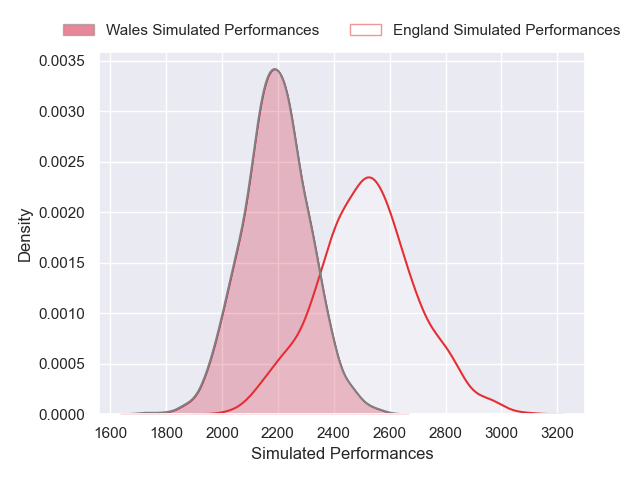 Wales Simulated Performances England Simulated Performances
0.0035
0.0030
0.0025
0.0020
0.0015
0.0010
0.0005
0.0000
Density
1600 1800 2000 2200 2400 2600 2800 3000 3200
Simulated Performances